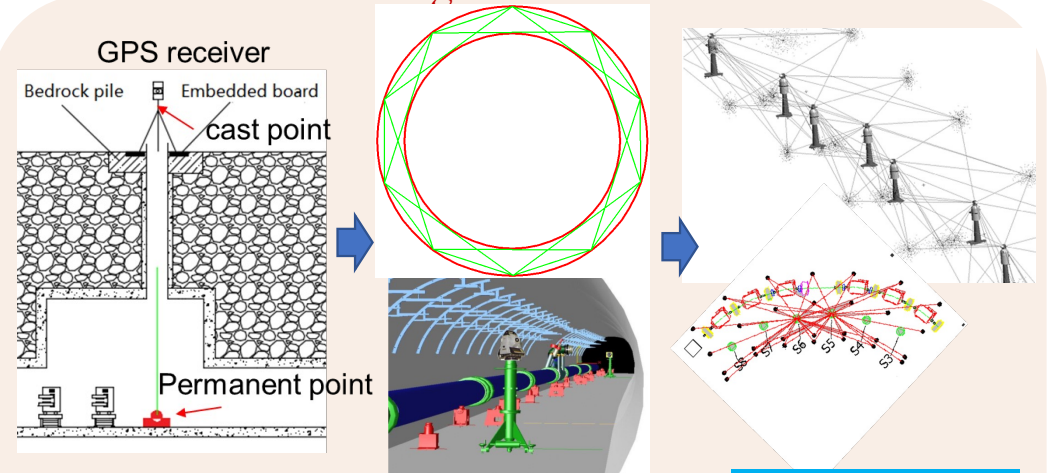 GPS receiver
Bedrock pile
Embedded board
cast point
Permanent point
S8
S7
S6
S5
S4
S3